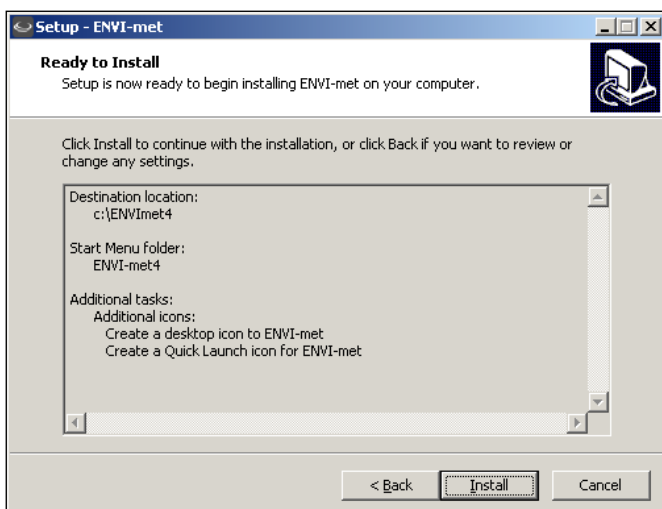 Setup - ENVI-met
Ready to Install
Setup is now ready to begin installing ENVI-met on your computer.
Click Install to continue with the installation, or click Back if you want to review or
change any settings.
Destination location:
c:\ENVImet4
Start Menu folder:
ENVI-met4
Additional tasks:
Additional icons:
Create a desktop icon to ENVI-met
Create a Quick Launch icon for ENVI-met
< Back
Install
Cancel